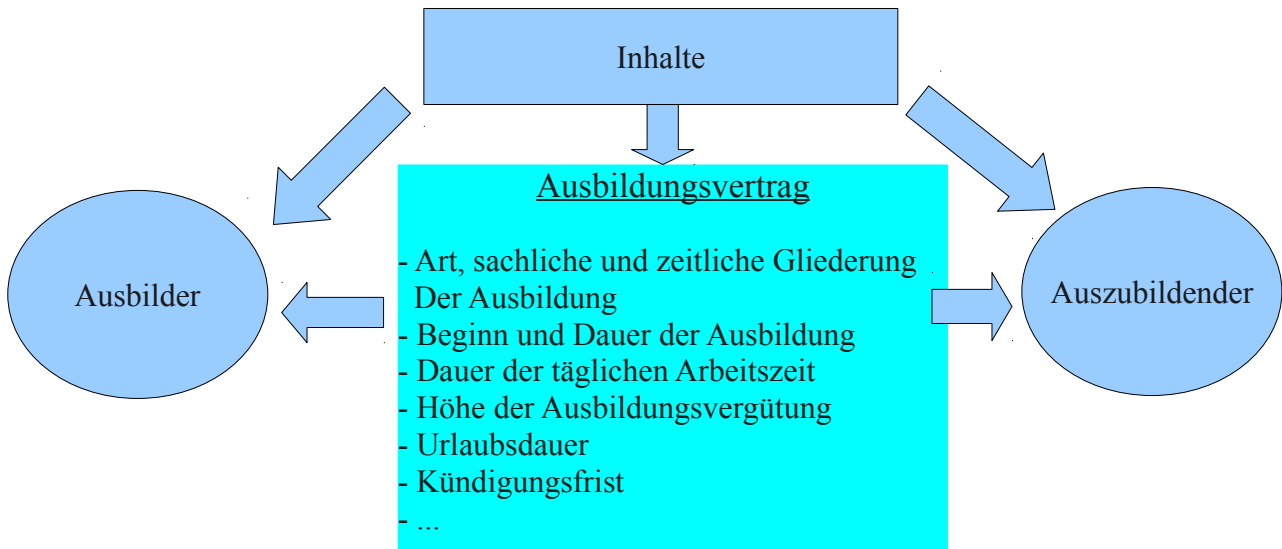 Inhalte
Ausbildungsvertrag
- Art, sachliche und zeitliche Gliederung
Der Ausbildung
- Beginn und Dauer der Ausbildung
- Dauer der täglichen Arbeitszeit
- Höhe der Ausbildungsvergütung
- Urlaubsdauer
- Kündigungsfrist
- ...
Ausbilder
Auszubildender